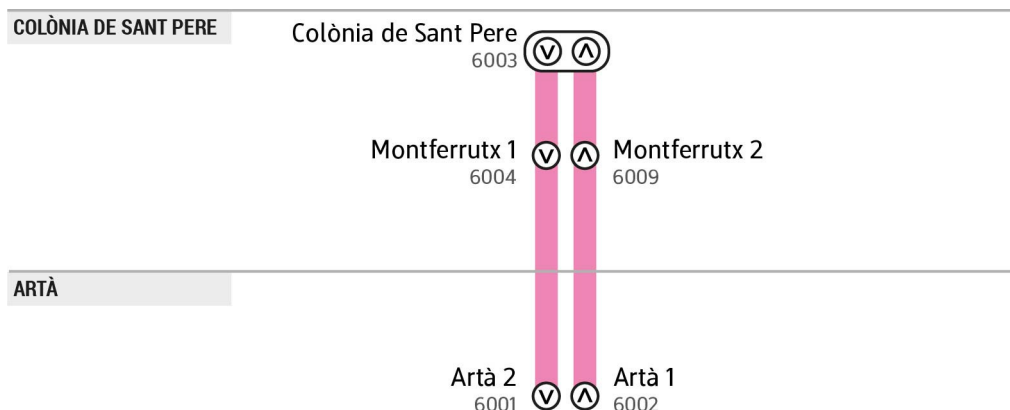 COLÒNIA DE SANT PERE
Colònia de Sant Pere
6003
Montferrutx 1
6004
Montferrutx 2
6009
ARTÀ
Artà 2
6001
Artà 1
6002